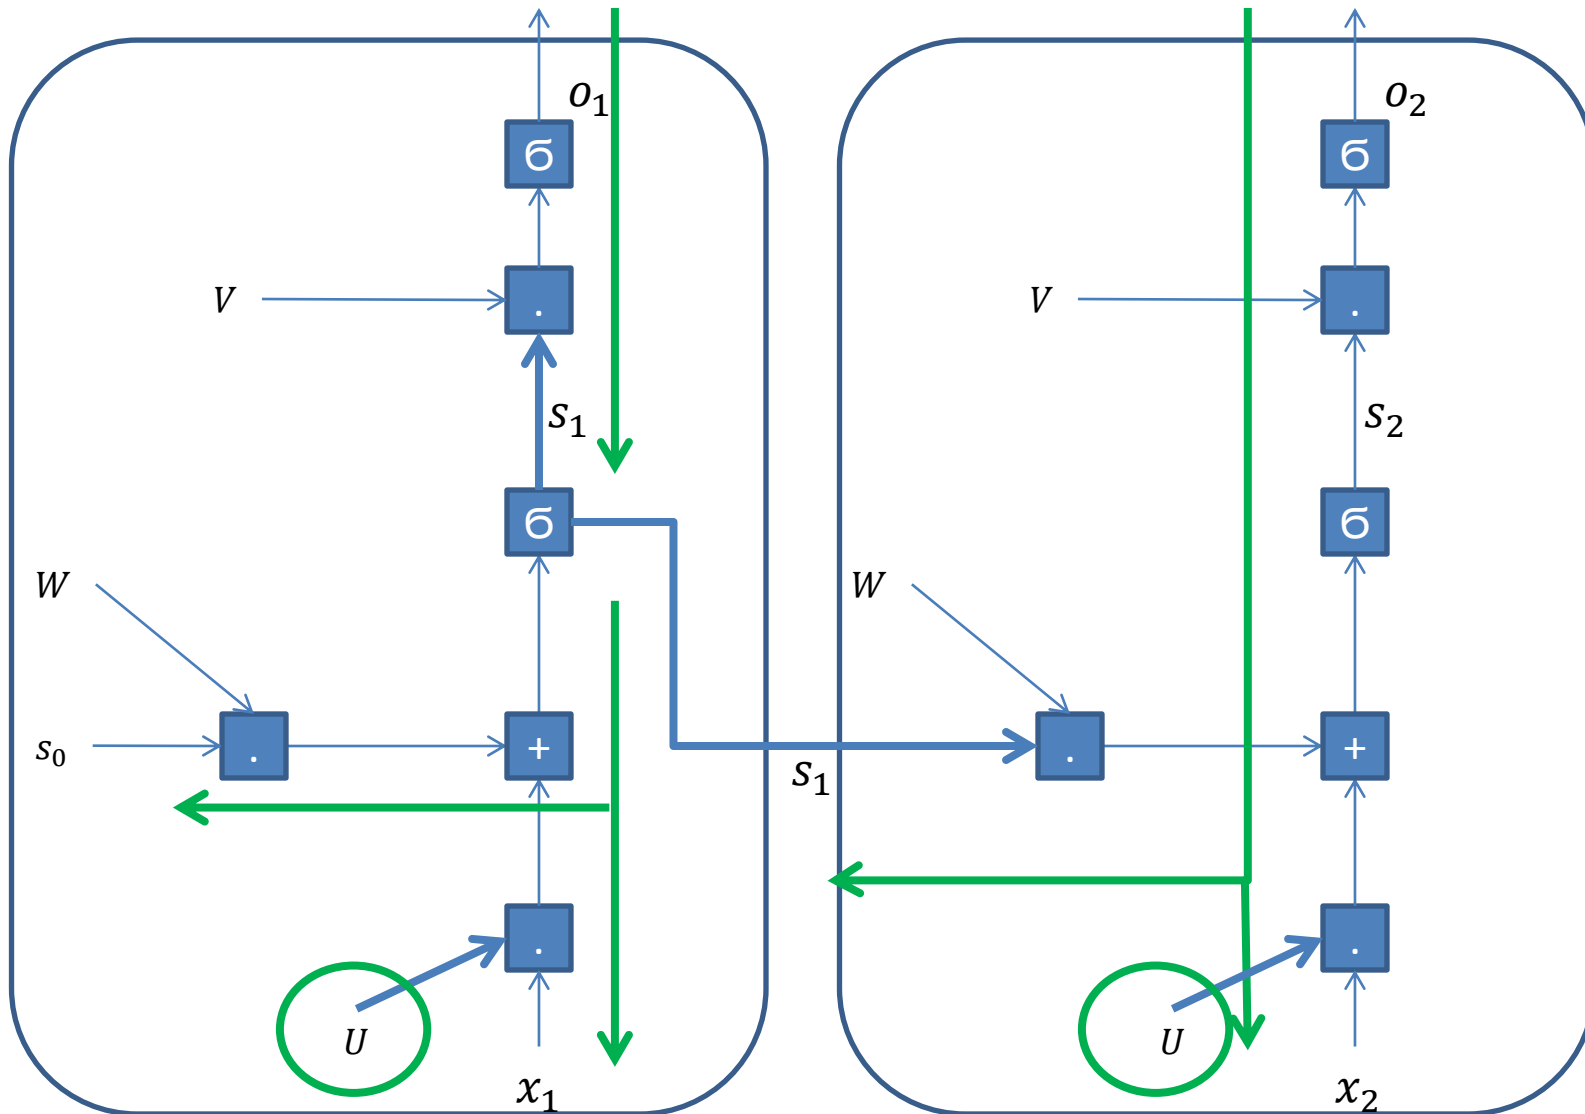 o₁
б
V
.
s₁
б
W
s₀
.
+
.
U
x₁
s₁
o₂
б
V
.
s₂
б
W
.
+
.
U
x₂